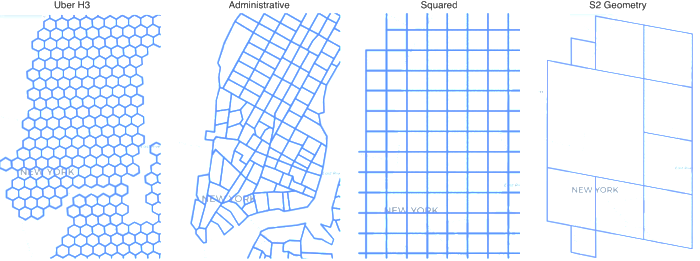 Uber H3
Administrative
Squared
S2 Geometry
NEW YORK
NEW YORK
NEW YORK
NEW YORK